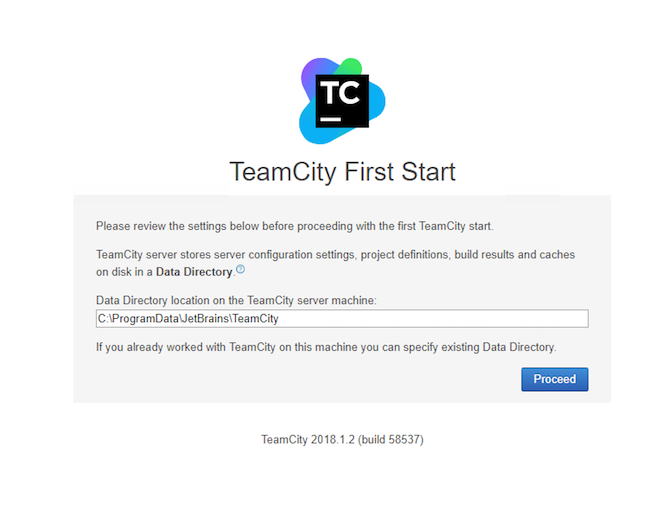 TC
TeamCity First Start
Please review the settings below before proceeding with the first TeamCity start.
TeamCity server stores server configuration settings, project definitions, build results and caches
on disk in a Data Directory.?
Data Directory location on the TeamCity server machine:
C:\ProgramData\JetBrains\TeamCity
If you already worked with TeamCity on this machine you can specify existing Data Directory.
Proceed
TeamCity 2018.1.2 (build 58537)